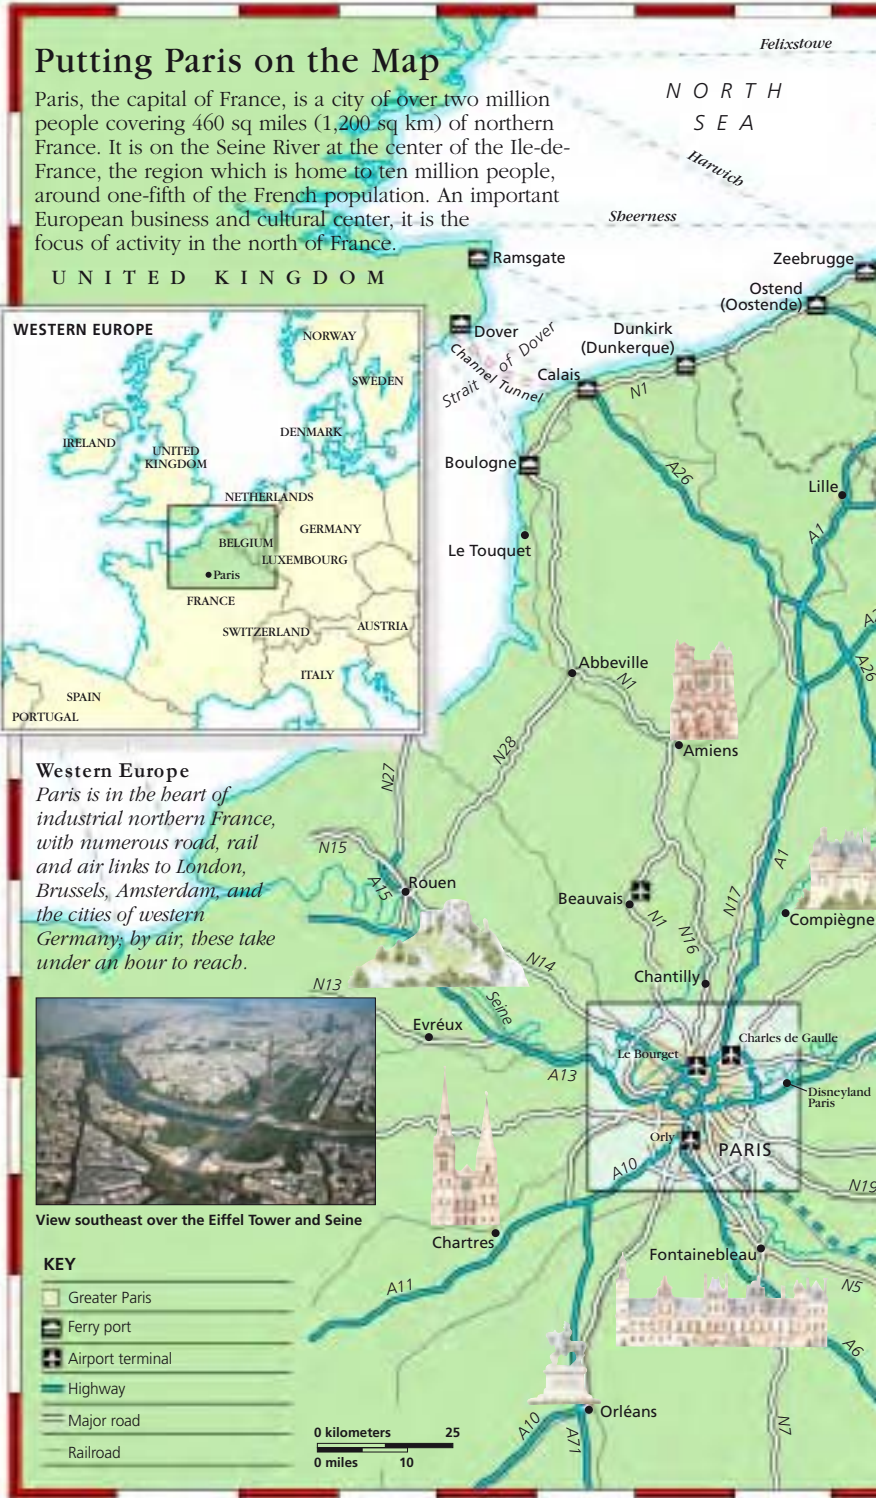 Putting Paris on the Map
Paris, the capital of France, is a city of over two million
people covering 460 sq miles (1,200 sq km) of northern
France. It is on the Seine River at the center of the Ile-de-
France, the region which is home to ten million people,
around one-fifth of the French population. An important
European business and cultural center, it is the
focus of activity in the north of France.
UNITED KINGDOM
Felixstowe
NORTH
SEA
Harwich
Sheerness
Ramsgate
Zeebrugge
Ostend
(Oostende)
Dover
Dunkirk
(Dunkerque)
Strait of Dover
Channel Tunnel
Calais
N1
Boulogne
A26
Lille
A1
Le Touquet
A26
Abbeville
N1
Amiens
N28
N27
WESTERN EUROPE
NORWAY
SWEDEN
DENMARK
IRELAND
UNITED
KINGDOM
NETHERLANDS
GERMANY
BELGIUM
LUXEMBOURG
Paris
FRANCE
SWITZERLAND
AUSTRIA
ITALY
SPAIN
PORTUGAL
Western Europe
Paris is in the heart of
industrial northern France,
with numerous road, rail
and air links to London,
Brussels, Amsterdam, and
the cities of western
Germany; by air, these take
under an hour to reach.
N15
A15
Rouen
A1
Beauvais
N1
N16
N17
Compiègne
N14
Chantilly
N13
Seine
Evréux
Le Bourget
Charles de Gaulle
A13
Disneyland
Paris
Orly
PARIS
A10
N19
View southeast over the Eiffel Tower and Seine
Chartres
Fontainebleau
A11
N5
A6
Orléans
A10
A71
N7
KEY
Greater Paris
Ferry port
Airport terminal
Highway
Major road
Railroad
0 kilometers 25
0 miles 10